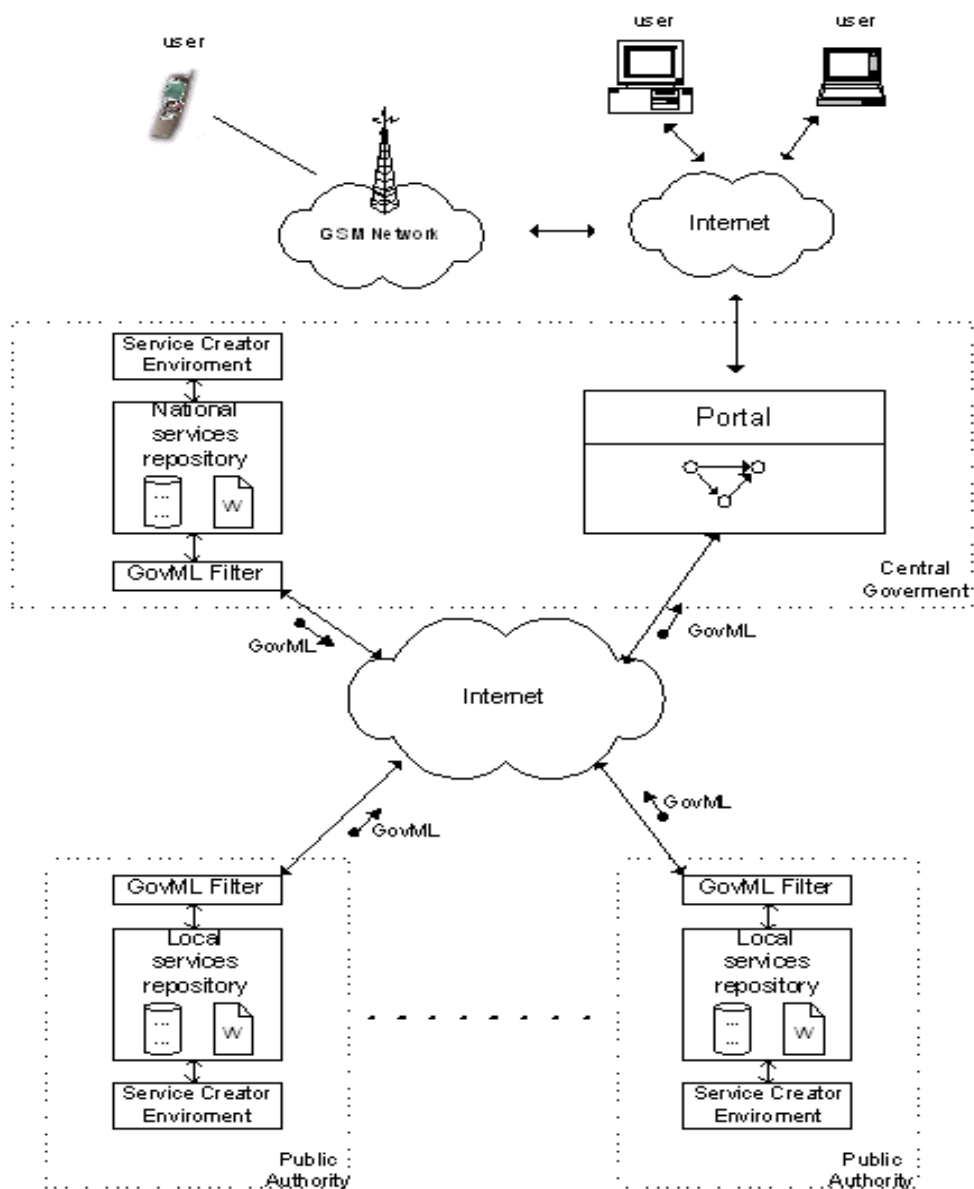 user
user
user
GSM Network
Internet
Service Creator
Enviroment
National
services
repository
...
...
W
GovML Filter
Portal
Central
Goverment
GovML
GovML
Internet
GovML
GovML
GovML Filter
Local
services
repository
...
...
W
Service Creator
Enviroment
Public
Authority
GovML Filter
Local
services
repository
...
...
W
Service Creator
Enviroment
Public
Authority